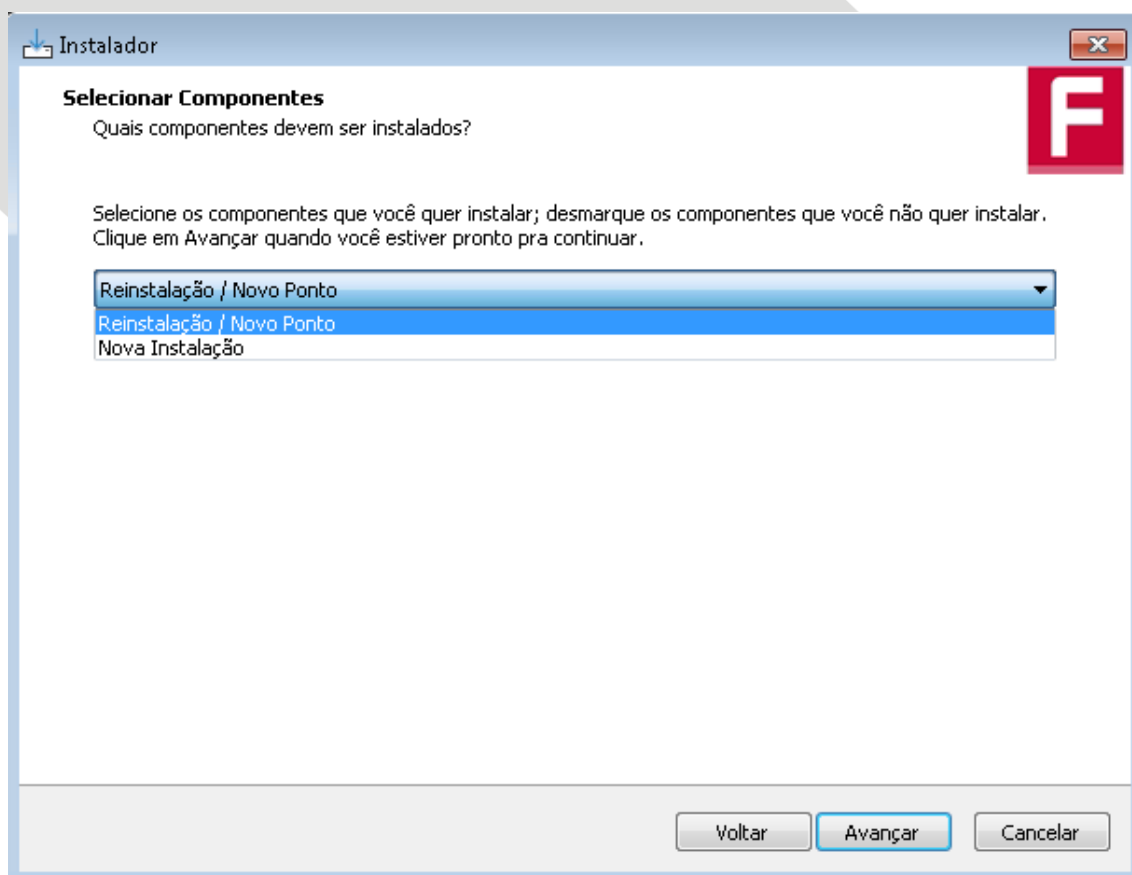 Instalador
Selecionar Componentes
Quais componentes devem ser instalados?
F
Selecione os componentes que você quer instalar; desmarque os componentes que você não quer instalar.
Clique em Avançar quando você estiver pronto pra continuar.
Reinstalação / Novo Ponto
Reinstalação / Novo Ponto
Nova Instalação
Voltar
Avançar
Cancelar